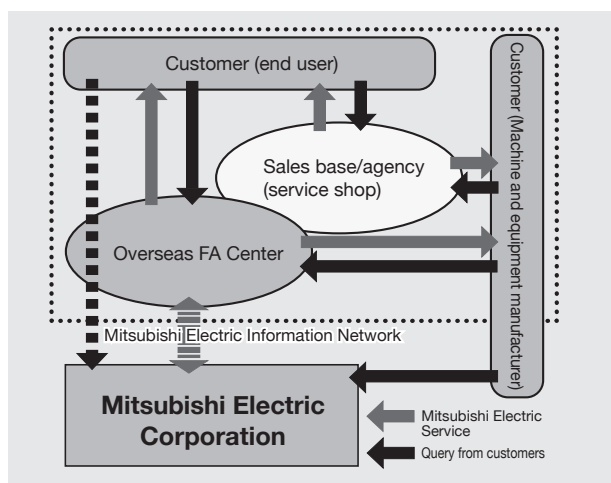 Customer (end user)
Customer (Machine and equipment manufacturer)
Sales base/agency
(service shop)
Overseas FA Center
Mitsubishi Electric Information Network
Mitsubishi Electric
Corporation
Mitsubishi Electric
Service
Query from customers